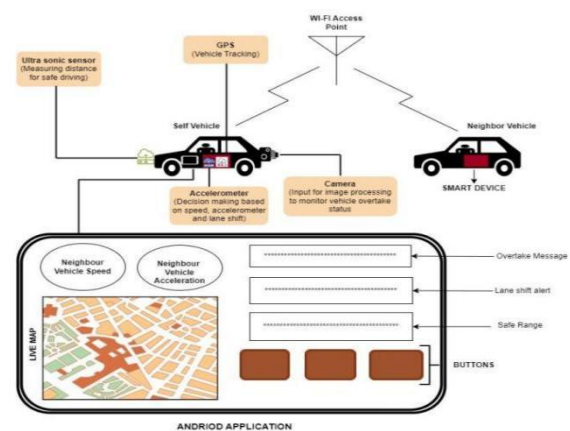 WI-FI Access
Point
GPS
(Vehicle Tracking)
Ultra sonic sensor
(Measuring distance
for safe driving)
Self Vehicle
Neighbor Vehicle
SMART DEVICE
Accelerometer
(Decision making based
on speed, accelerometer
and lane shift)
Camera
(Input for image processing
to monitor vehicle overtake
status
Neighbour
Vehicle Speed
Neighbour
Vehicle
Acceleration
LIVE MAP
Overtake Message
Lane shift alert
Safe Range
BUTTONS
ANDRIOD APPLICATION